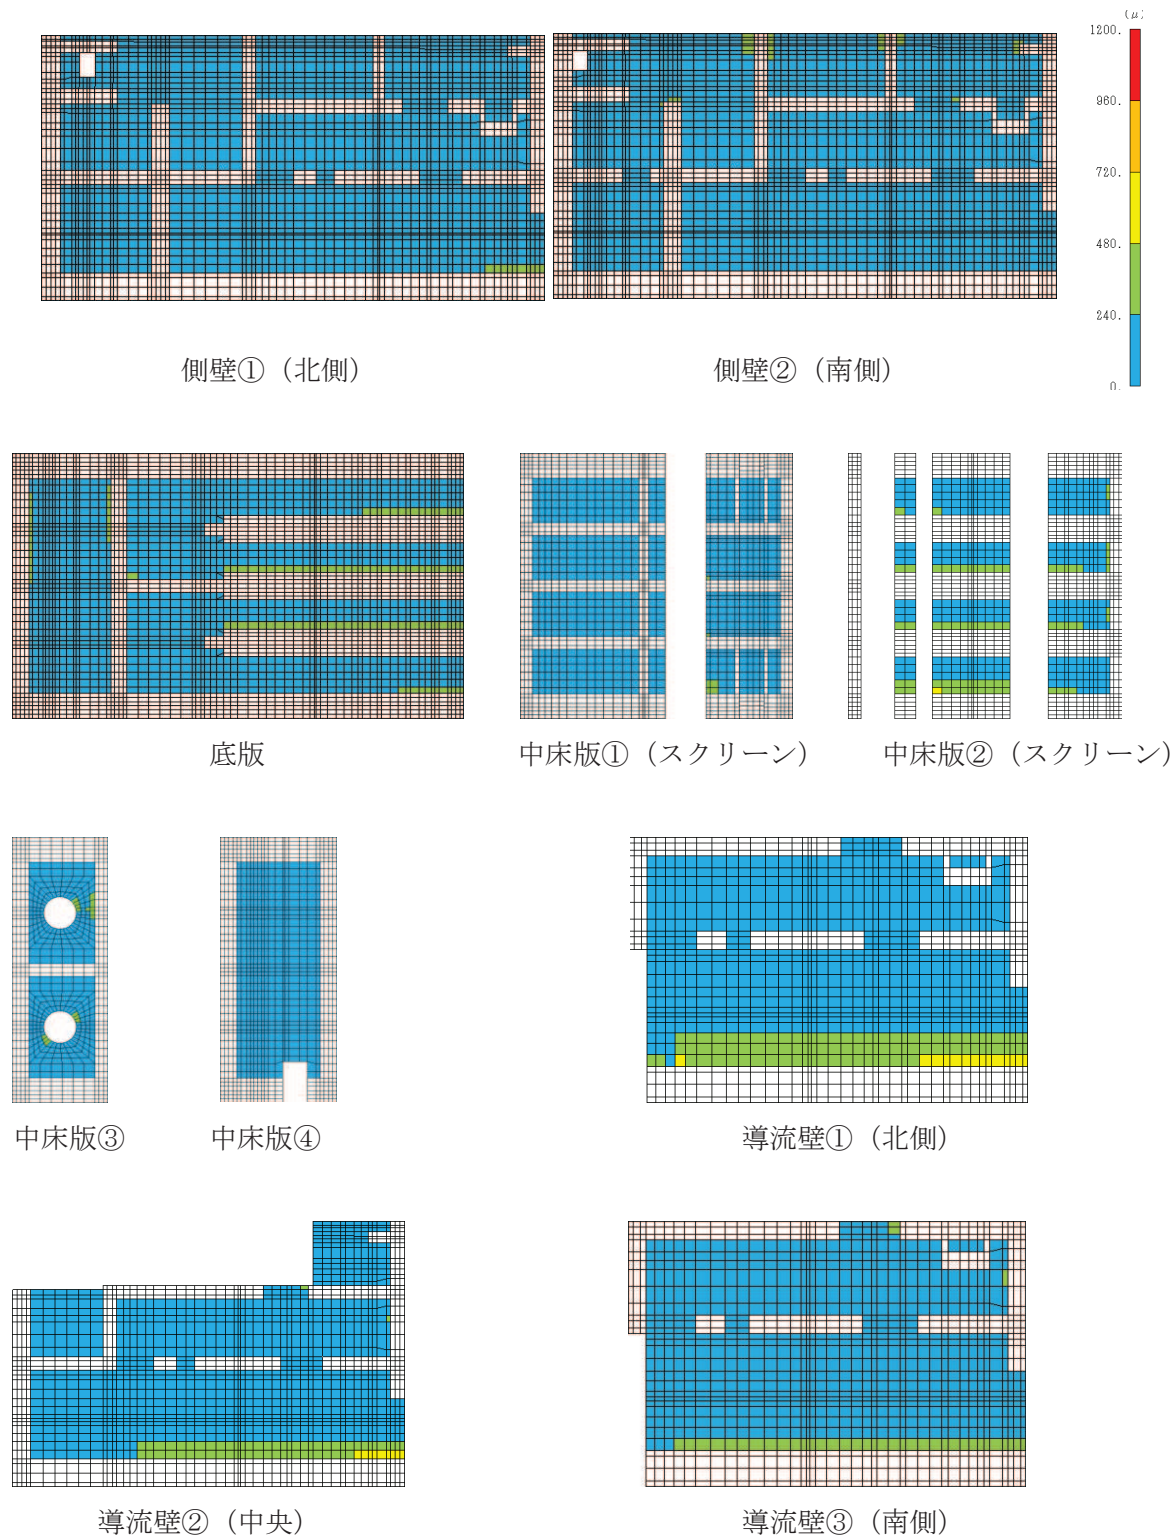 (μ)
1200.
960.
720.
480.
240.
0.
側壁①（北側）
側壁②（南側）
底版
中床版①（スクリーン）
中床版②（スクリーン）
中床版③
中床版④
導流壁①（北側）
導流壁②（中央）
導流壁③（南側）